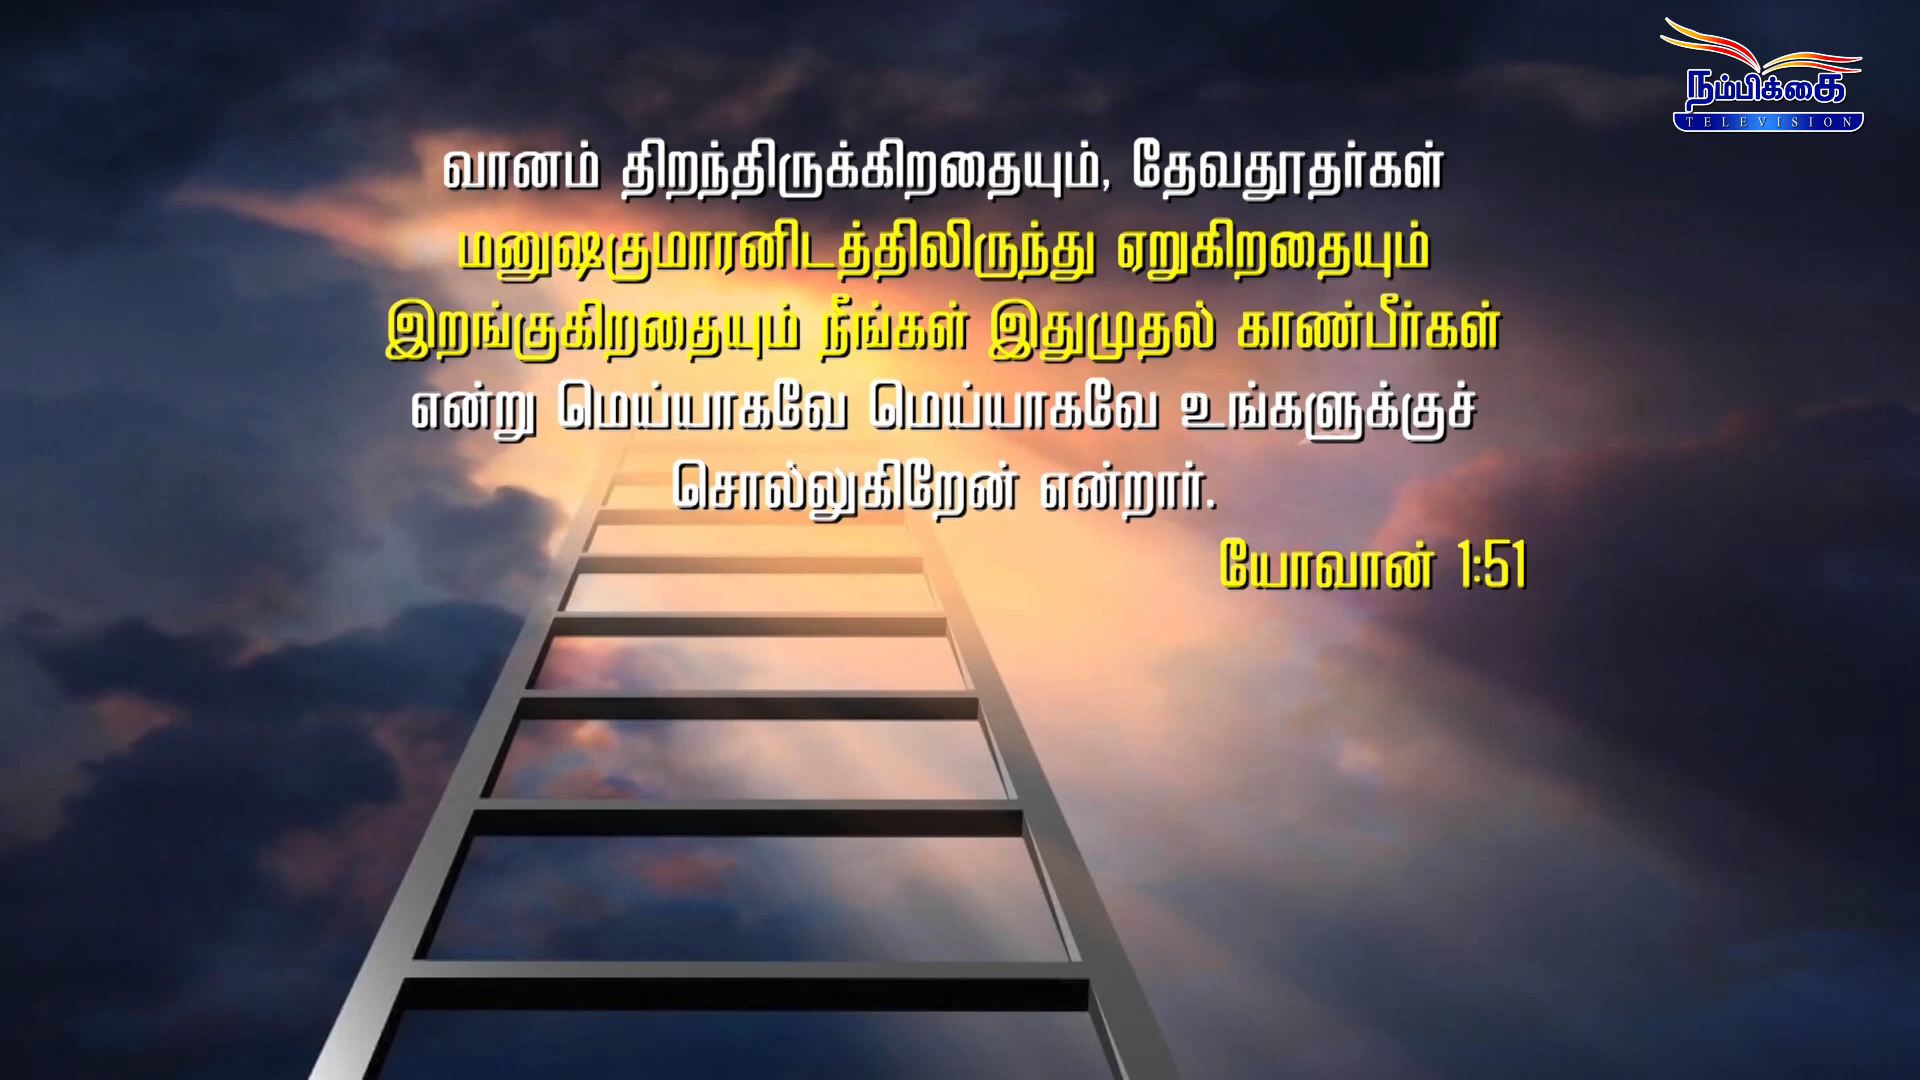 நம்பிக்கை
TELEVISION
வானம் திறந்திருக்கிறதையும், தேவதூதர்கள்
மனுஷகுமாரனிடத்திலிருந்து ஏறுகிறதையும்
இறங்குகிறதையும் நீங்கள் இதுமுதல் காண்பீர்கள்
என்று மெய்யாகவே மெய்யாகவே உங்களுக்குச்
சொல்லுகிறேன் என்றார்.
யோவான் 1:51